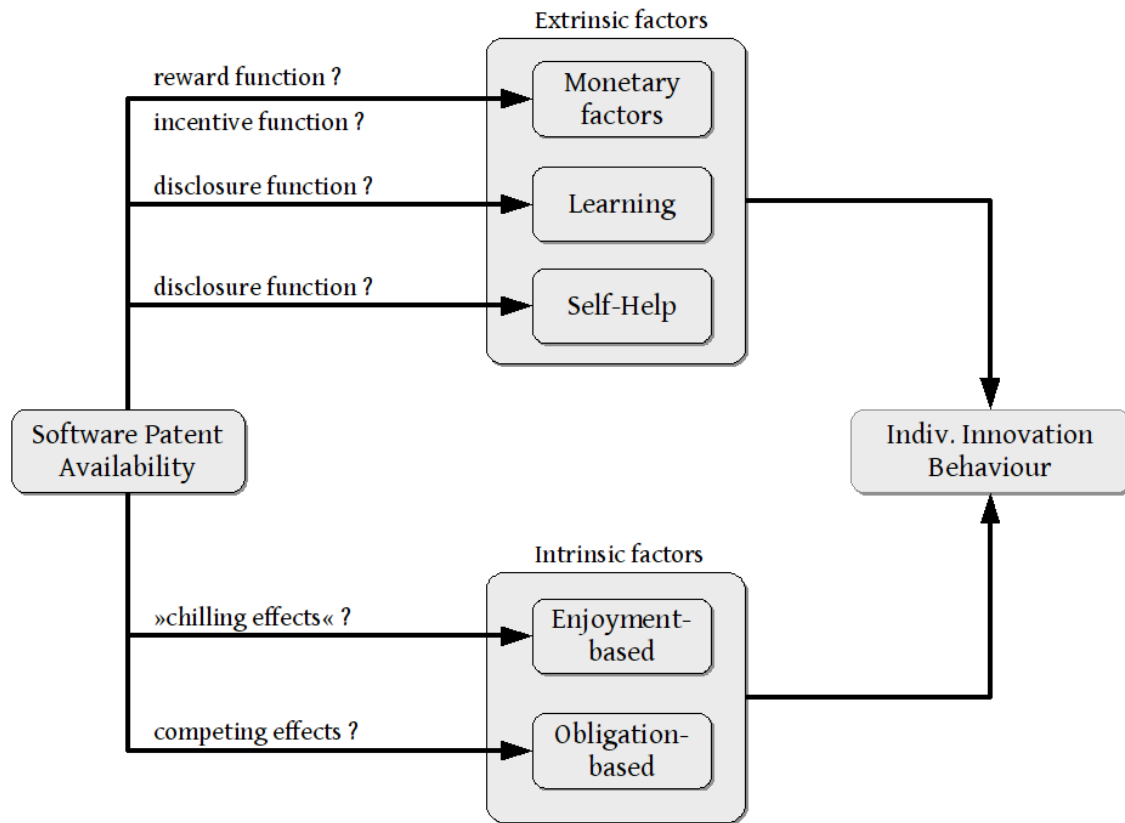 Extrinsic factors
reward function ?
incentive function ?
Monetary
factors
disclosure function ?
Learning
disclosure function ?
Self-Help
Software Patent
Availability
Indiv. Innovation
Behaviour
Intrinsic factors
»chilling effects« ?
Enjoyment-
based
competing effects ?
Obligation-
based